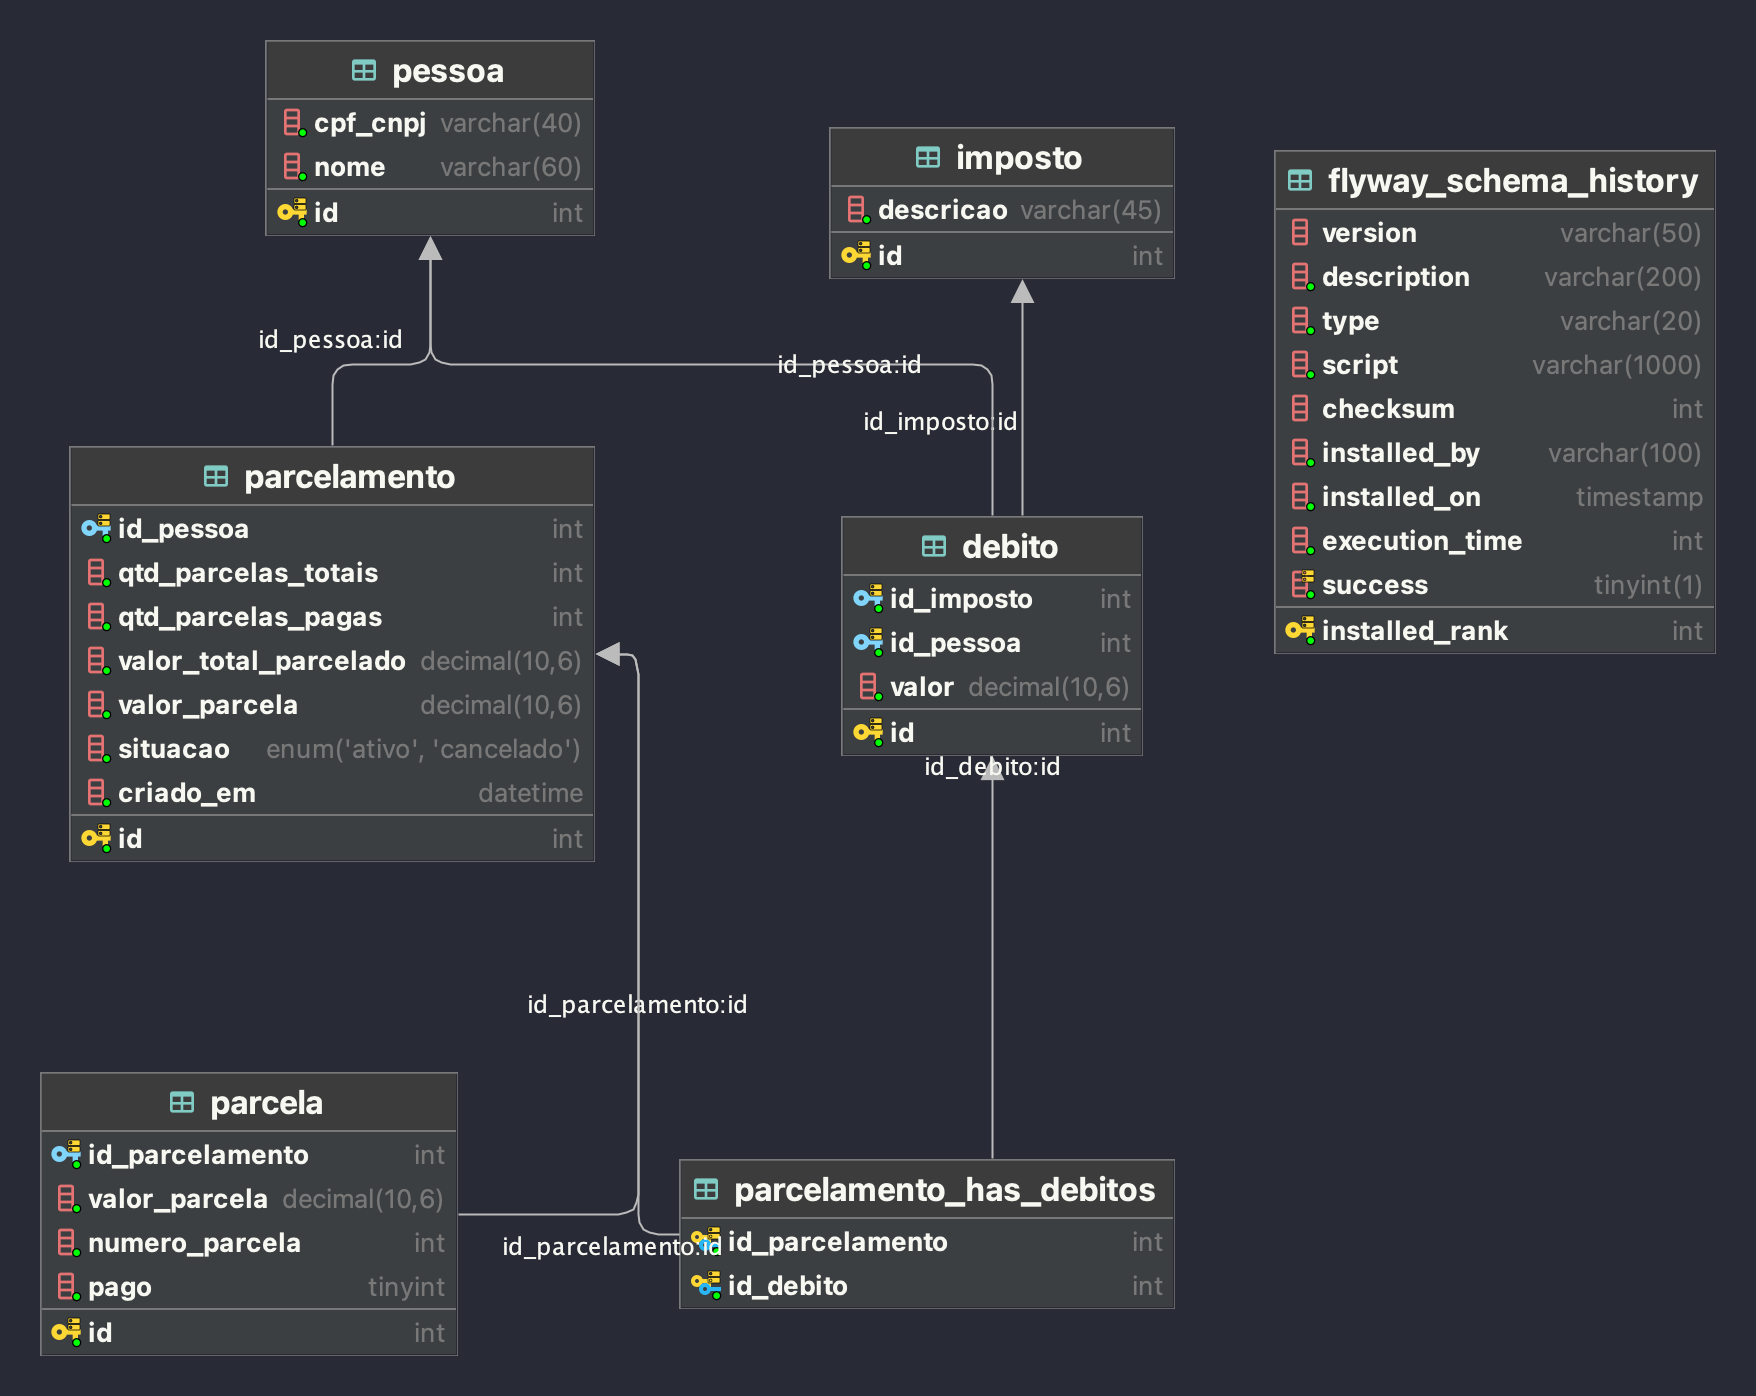 pessoa
cpf_cnpj varchar(40)
nome varchar(60)
id int
imposto
descricao varchar(45)
id int
flyway_schema_history
version varchar(50)
description varchar(200)
type varchar(20)
script varchar(1000)
checksum int
installed_by varchar(100)
installed_on timestamp
execution_time int
success tinyint(1)
installed_rank int
id_pessoa:id
id_pessoa:id
id_imposto:id
parcelamento
id_pessoa int
qtd_parcelas_totais int
qtd_parcelas_pagas int
valor_total_parcelado decimal(10,6)
valor_parcela decimal(10,6)
situacao enum('ativo', 'cancelado')
criado_em datetime
id int
debito
id_imposto int
id_pessoa int
valor decimal(10,6)
id int
id_debito:id
id_parcelamento:id
parcela
id_parcelamento int
valor_parcela decimal(10,6)
numero_parcela int
pago tinyint
id int
id_parcelamento:id
parcelamento_has_debitos
id_parcelamento int
id_debito int